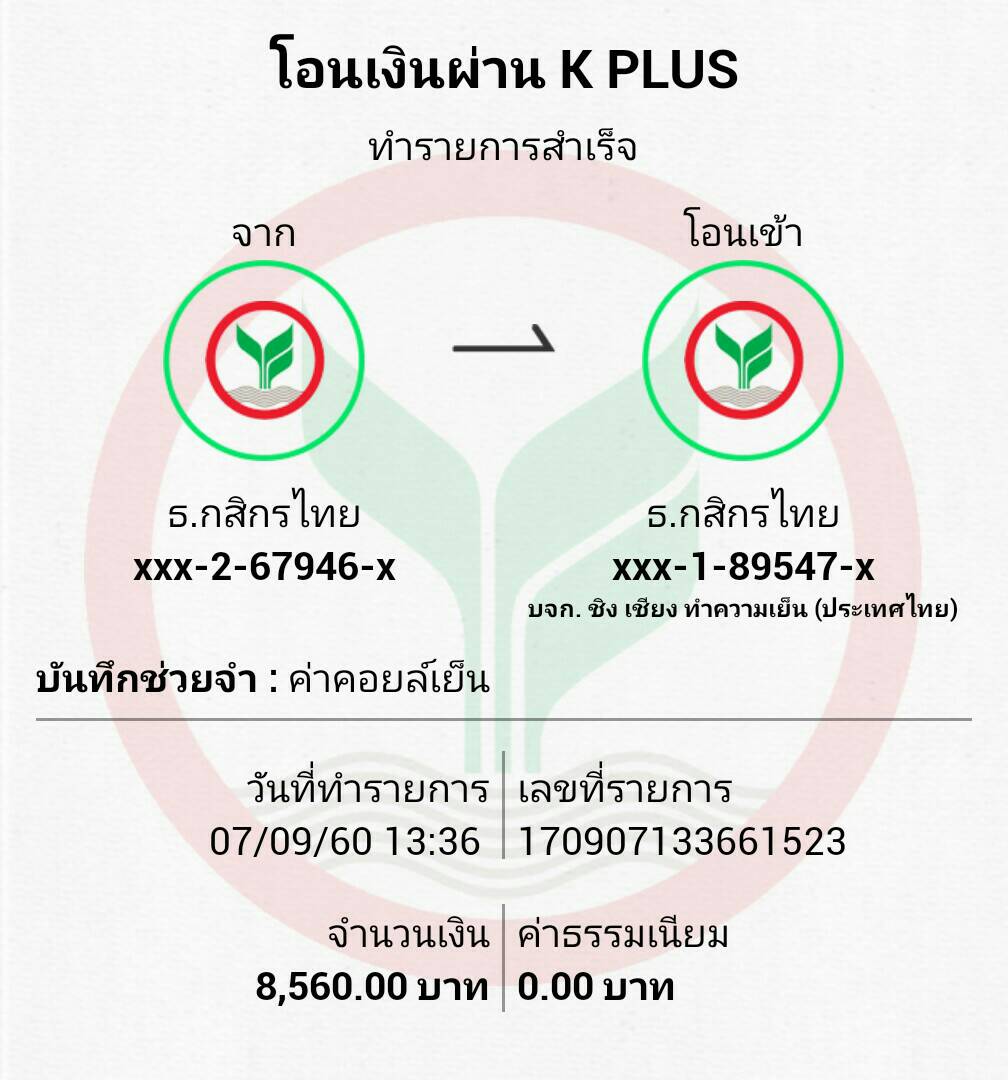 โอนเงินผ่าน K PLUS
ทำรายการสำเร็จ
จาก
โอนเข้า
ธ.กสิกรไทย
xxx-2-67946-x
ธ.กสิกรไทย
xxx-1-89547-x
บจก. ชิง เชียง ทำความเย็น (ประเทศไทย)
บันทึกช่วยจำ : ค่าคอยล์เย็น
วันที่ทำรายการ
07/09/60 13:36
เลขที่รายการ
170907133661523
จำนวนเงิน
8,560.00 บาท
ค่าธรรมเนียม
0.00 บาท